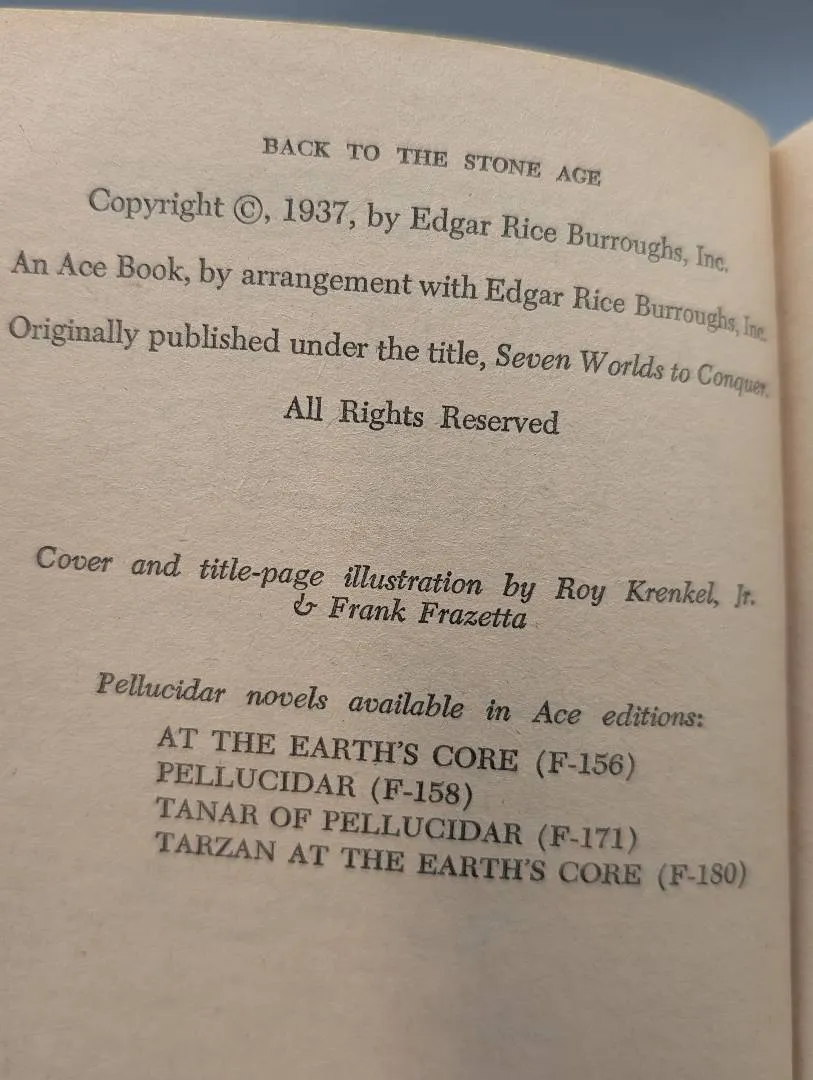 BACK TO THE STONE AGE
Copyright ©, 1937, by Edgar Rice Burroughs, Inc.
An Ace Book, by arrangement with Edgar Rice Burroughs, Inc.
Originally published under the title, Seven Worlds to Conquer.
All Rights Reserved
Cover and title-page illustration by Roy Krenkel, Jr.
& Frank Frazetta
Pellucidar novels available in Ace editions:
AT THE EARTH'S CORE (F-156)
PELLUCIDAR (F-158)
TANAR OF PELLUCIDAR (F-171)
TARZAN AT THE EARTH'S CORE (F-180)